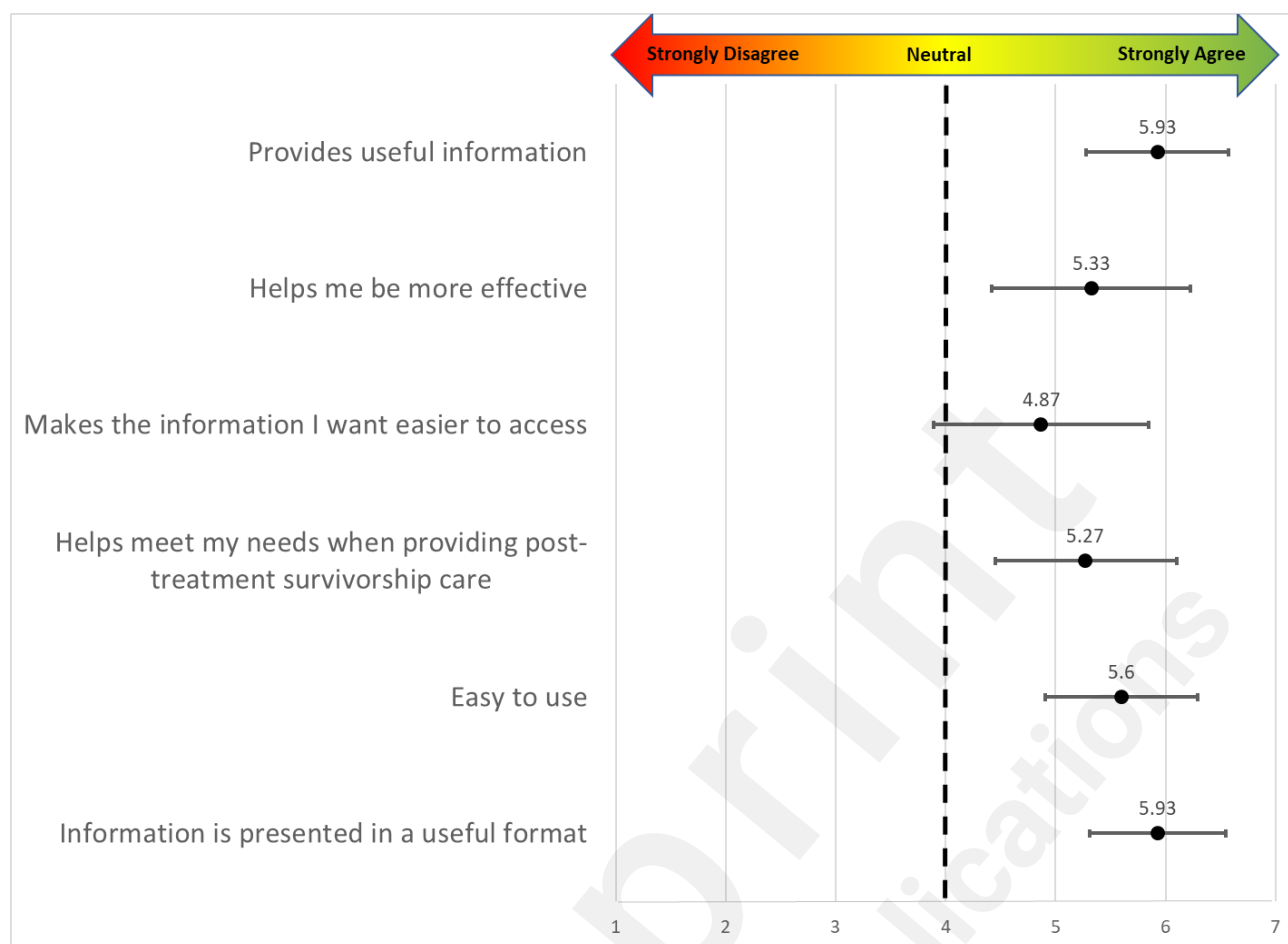 Strongly Disagree Neutral Strongly Agree
5.93
Provides useful information
5.33
Helps me be more effective
4.87
Makes the information I want easier to access
5.27
Helps meet my needs when providing post-
treatment survivorship care
5.6
Easy to use
5.93
Information is presented in a useful format
1 2 3 4 5 6 7
print
lications